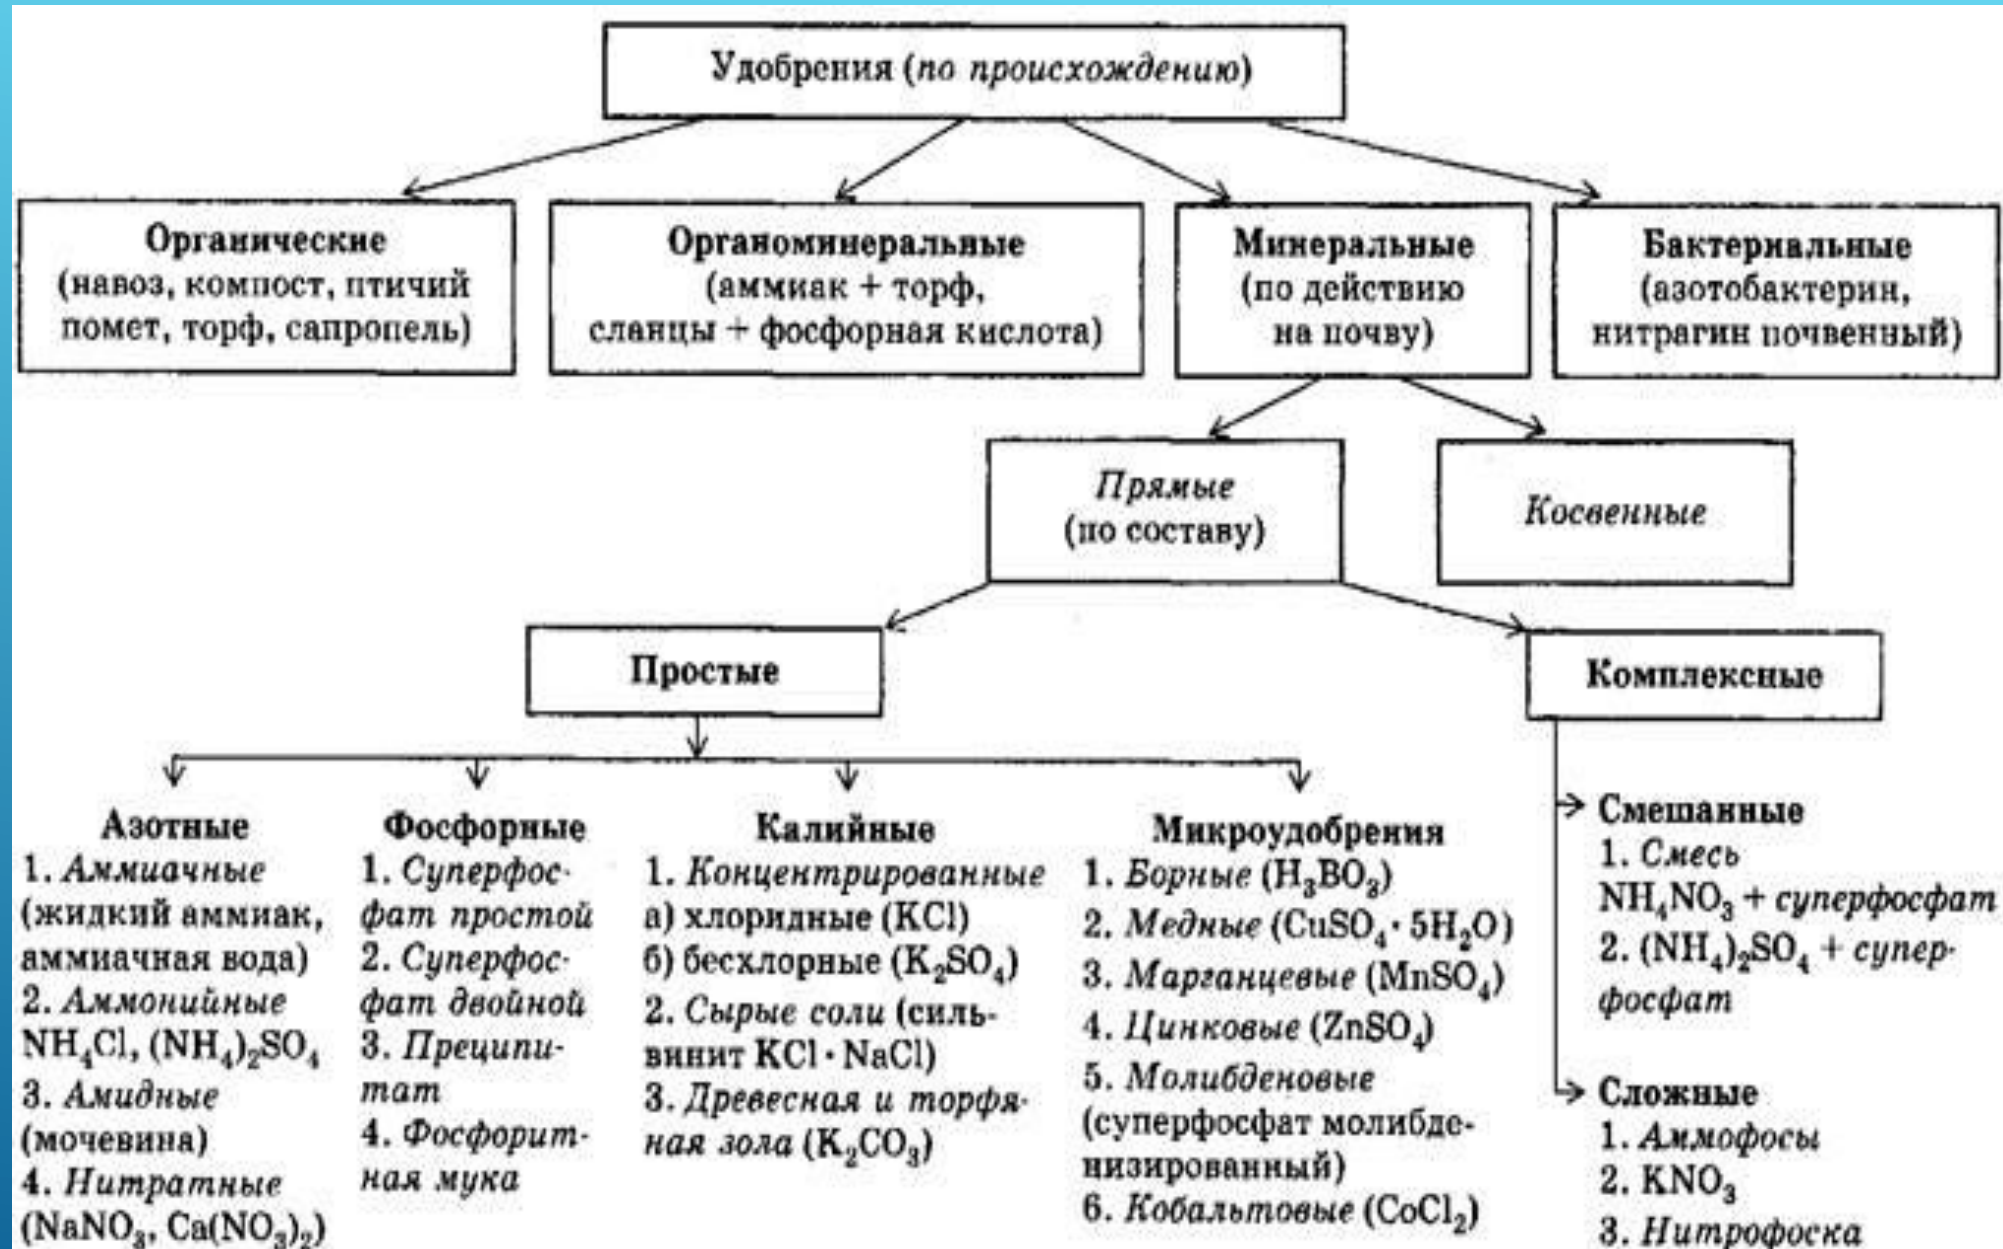 Удобрения (по происхождению)
Органические
(навоз, компост, птичий
помет, торф, сапропель)
Органоминеральные
(аммиак + торф,
сланцы + фосфорная кислота)
Минеральные
(по действию
на почву)
Бактериальные
(азотобактерин,
нитрагин почвенный)
Прямые
(по составу)
Косвенные
Простые
Комплексные
Азотные
1. Аммиачные
(жидкий аммиак,
аммиачная вода)
2. Аммонийные
NH₄Cl, (NH₄)₂SO₄
3. Амидные
(мочевина)
4. Нитратные
(NaNO₃, Ca(NO₃)₂)
Фосфорные
1. Суперфос-
фат простой
2. Суперфос-
фат двойной
3. Преципи-
тат
4. Фосфорит-
ная мука
Калийные
1. Концентрированные
а) хлоридные (KCl)
б) бесхлорные (K₂SO₄)
2. Сырые соли (силь-
винит KCl · NaCl)
3. Древесная и торфя-
ная зола (K₂CO₃)
Микроудобрения
1. Борные (H₃BO₃)
2. Медные (CuSO₄ · 5H₂O)
3. Марганцевые (MnSO₄)
4. Цинковые (ZnSO₄)
5. Молибденовые
(суперфосфат молибде-
низированный)
6. Кобальтовые (CoCl₂)
Смешанные
1. Смесь
NH₄NO₃ + суперфосфат
2. (NH₄)₂SO₄ + супер-
фосфат
Сложные
1. Аммофосы
2. KNO₃
3. Нитрофоска